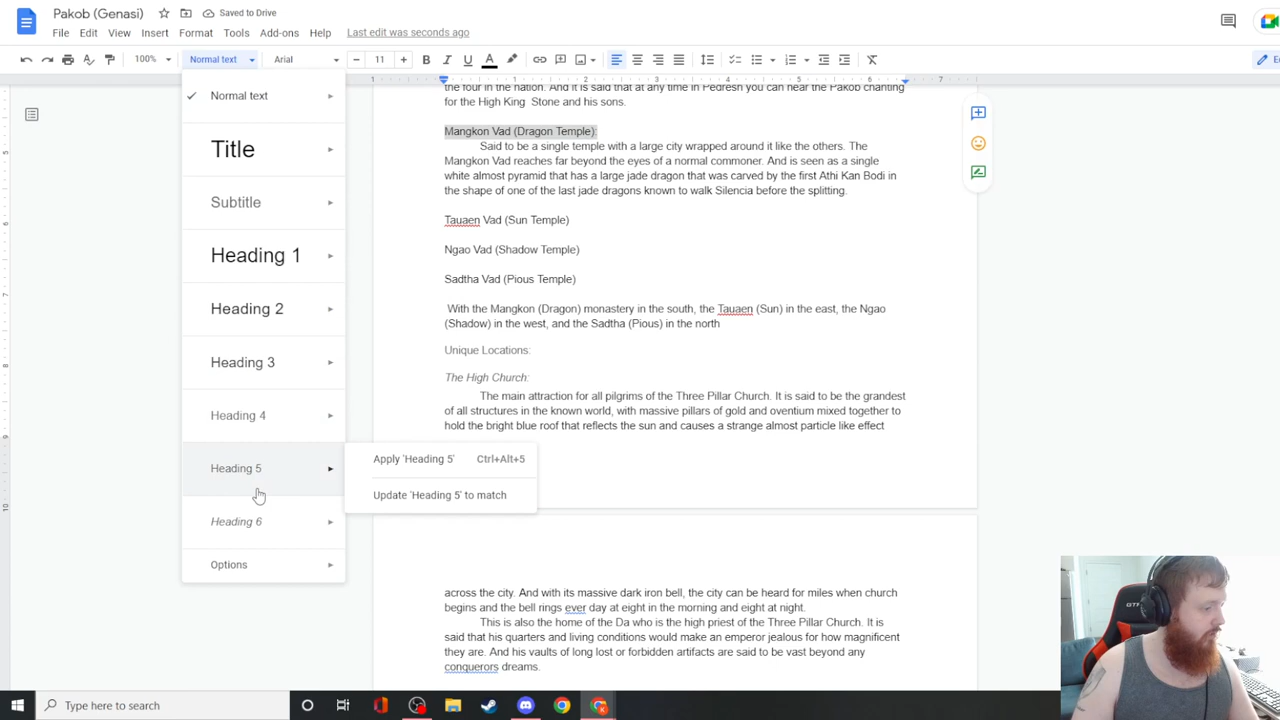 Pakob (Genasi)
Saved to Drive
File Edit View Insert Format Tools Add-ons Help Last edit was seconds ago
100% Normal text Arial 11 B I U A
1 1 2 3 4 5 6 7
Normal text
Title
Subtitle
Heading 1
Heading 2
Heading 3
Heading 4
Heading 5
Heading 6
Options
Apply 'Heading 5' Ctrl+Alt+5
Update 'Heading 5' to match
the four in the nation. And it is said that at any time in Pedresh you can hear the Pakob chanting
for the High King Stone and his sons.
Mangkon Vad (Dragon Temple):
Said to be a single temple with a large city wrapped around it like the others. The
Mangkon Vad reaches far beyond the eyes of a normal commoner. And is seen as a single
white almost pyramid that has a large jade dragon that was carved by the first Athi Kan Bodi in
the shape of one of the last jade dragons known to walk Silencia before the splitting.
Tauaen Vad (Sun Temple)
Ngao Vad (Shadow Temple)
Sadtha Vad (Pious Temple)
With the Mangkon (Dragon) monastery in the south, the Tauaen (Sun) in the east, the Ngao
(Shadow) in the west, and the Sadtha (Pious) in the north
Unique Locations:
The High Church:
The main attraction for all pilgrims of the Three Pillar Church. It is said to be the grandest
of all structures in the known world, with massive pillars of gold and oventium mixed together to
hold the bright blue roof that reflects the sun and causes a strange almost particle like effect
across the city. And with its massive dark iron bell, the city can be heard for miles when church
begins and the bell rings ever day at eight in the morning and eight at night.
This is also the home of the Da who is the high priest of the Three Pillar Church. It is
said that his quarters and living conditions would make an emperor jealous for how magnificent
they are. And his vaults of long lost or forbidden artifacts are said to be vast beyond any
conquerors dreams.
GTR
Type here to search